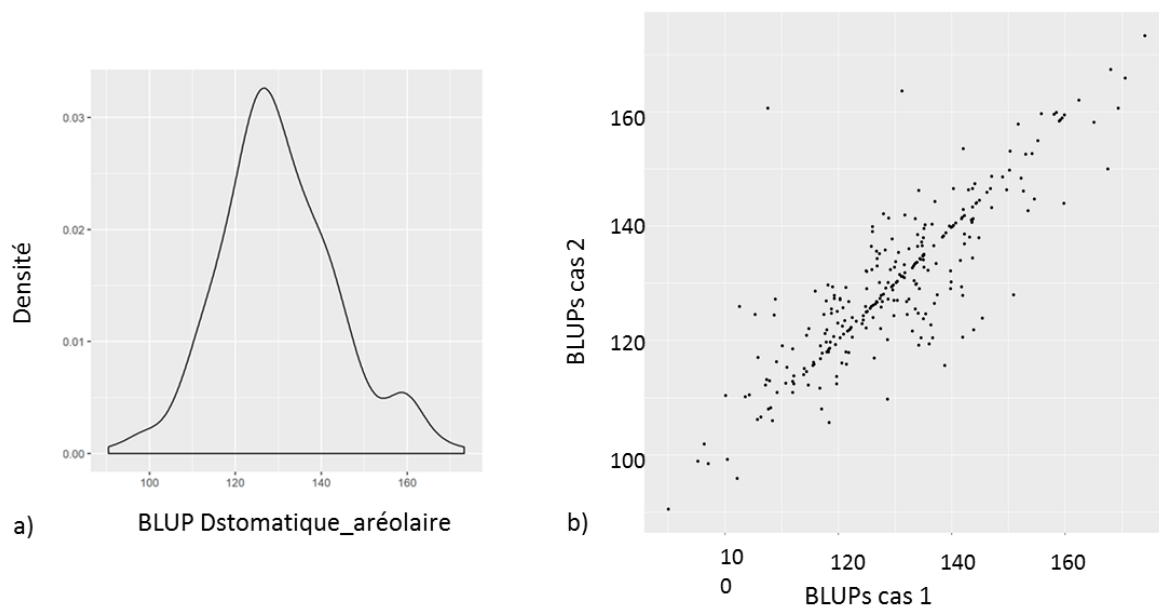 0.03
0.02
0.01
0.00
Densité
100 120 140 160
BLUP Dstomatique_aréolaire
a)
160
140
120
100
BLUPs cas 2
10
0
120 140 160
BLUPs cas 1
b)